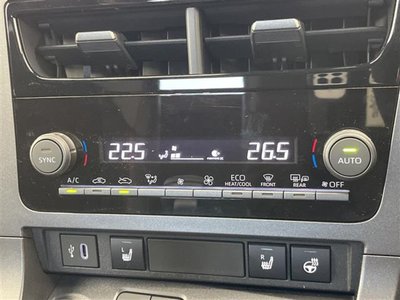 22.5 26.5
SYNC AUTO
A/C ECO HEAT/COOL FRONT REAR OFF
L R